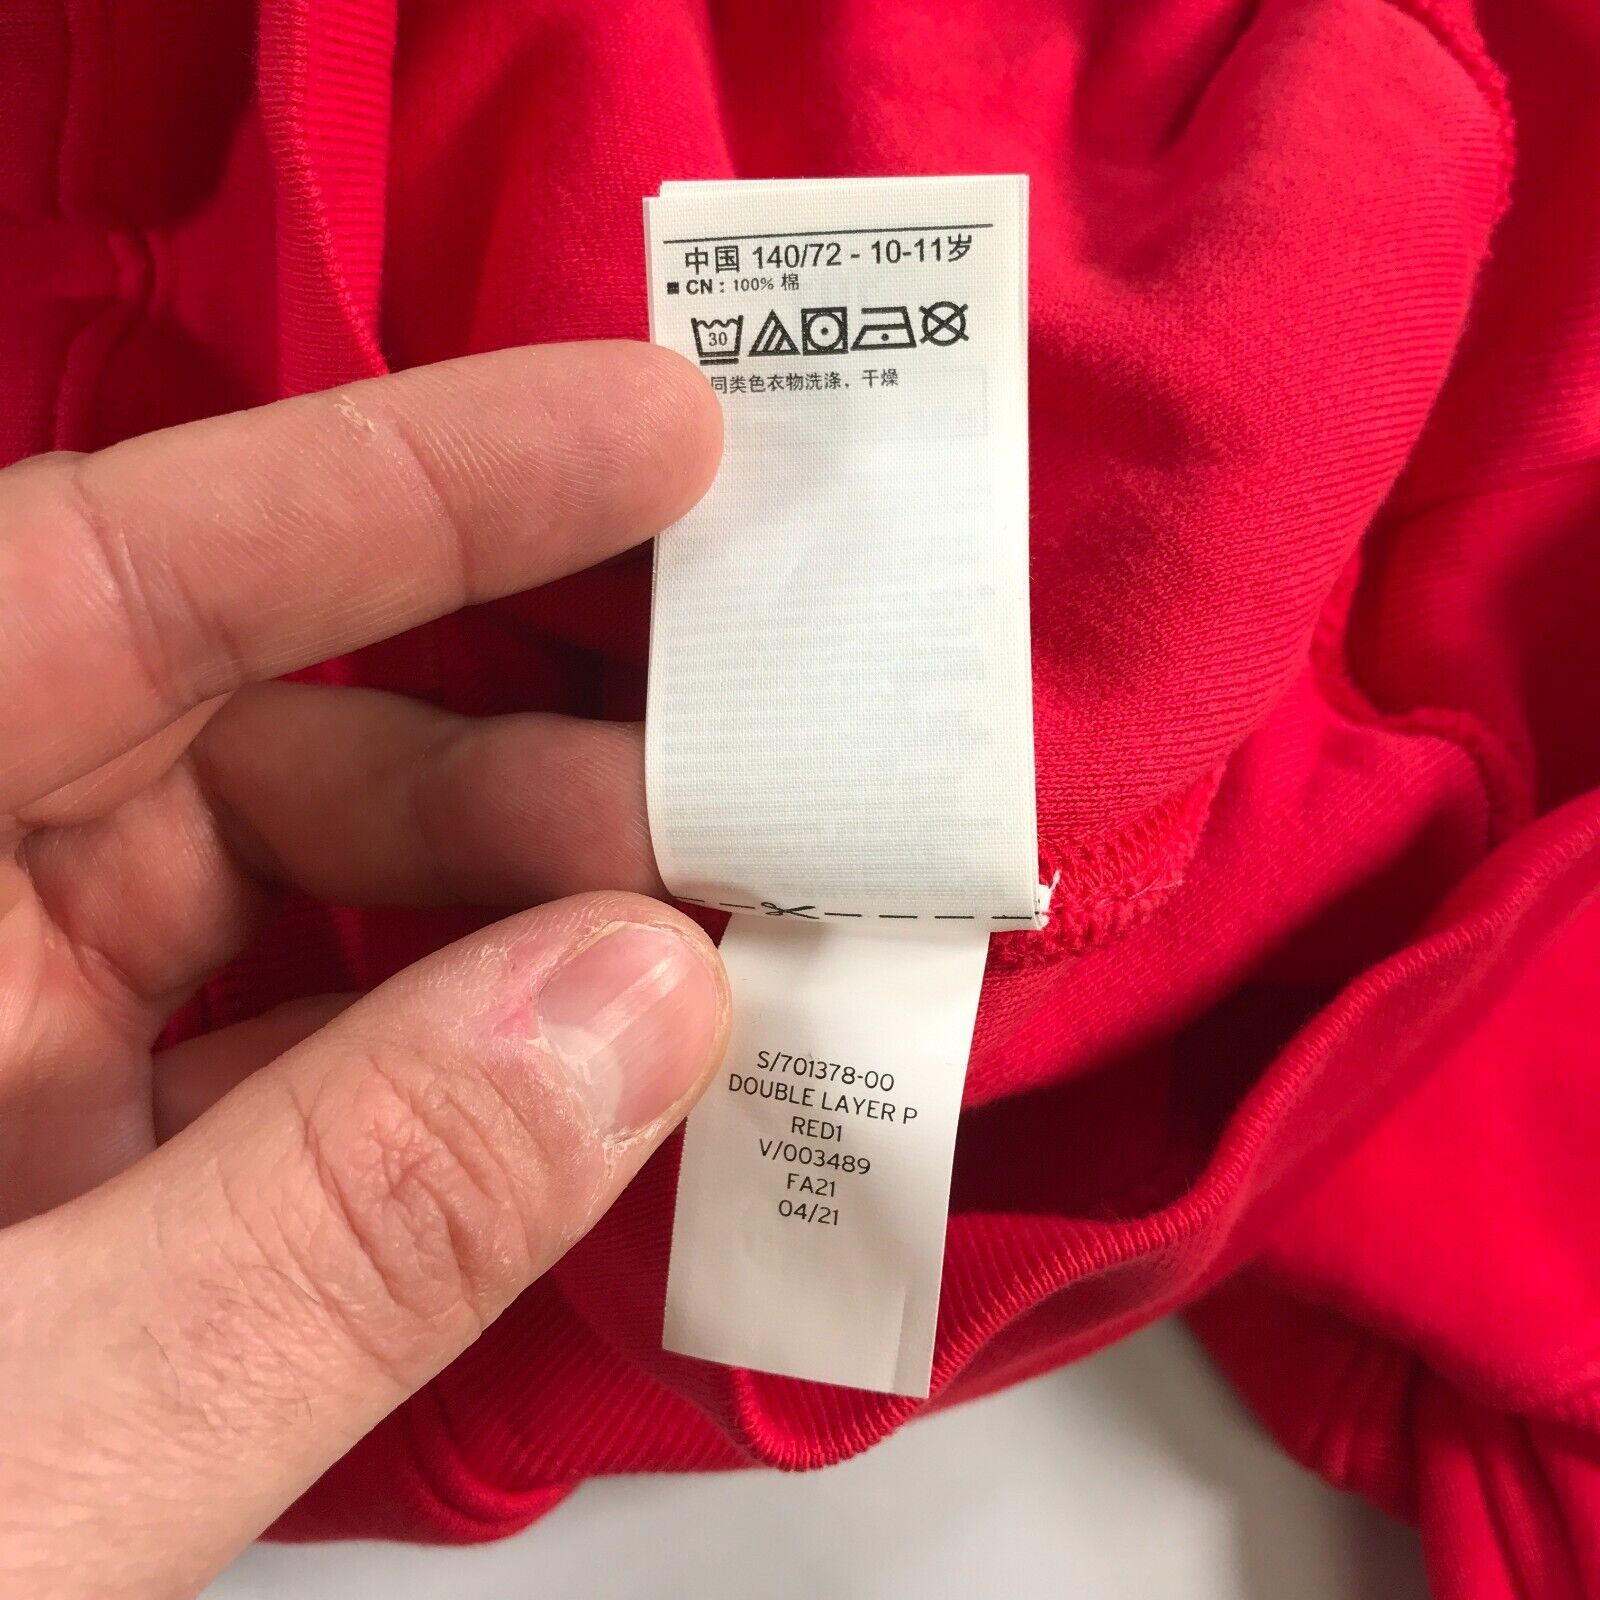 中国 140/72 - 10-11岁
■ CN : 100% 棉
30
同类色衣物洗涤，干燥
S/701378-00
DOUBLE LAYER P
RED1
V/003489
FA21
04/21